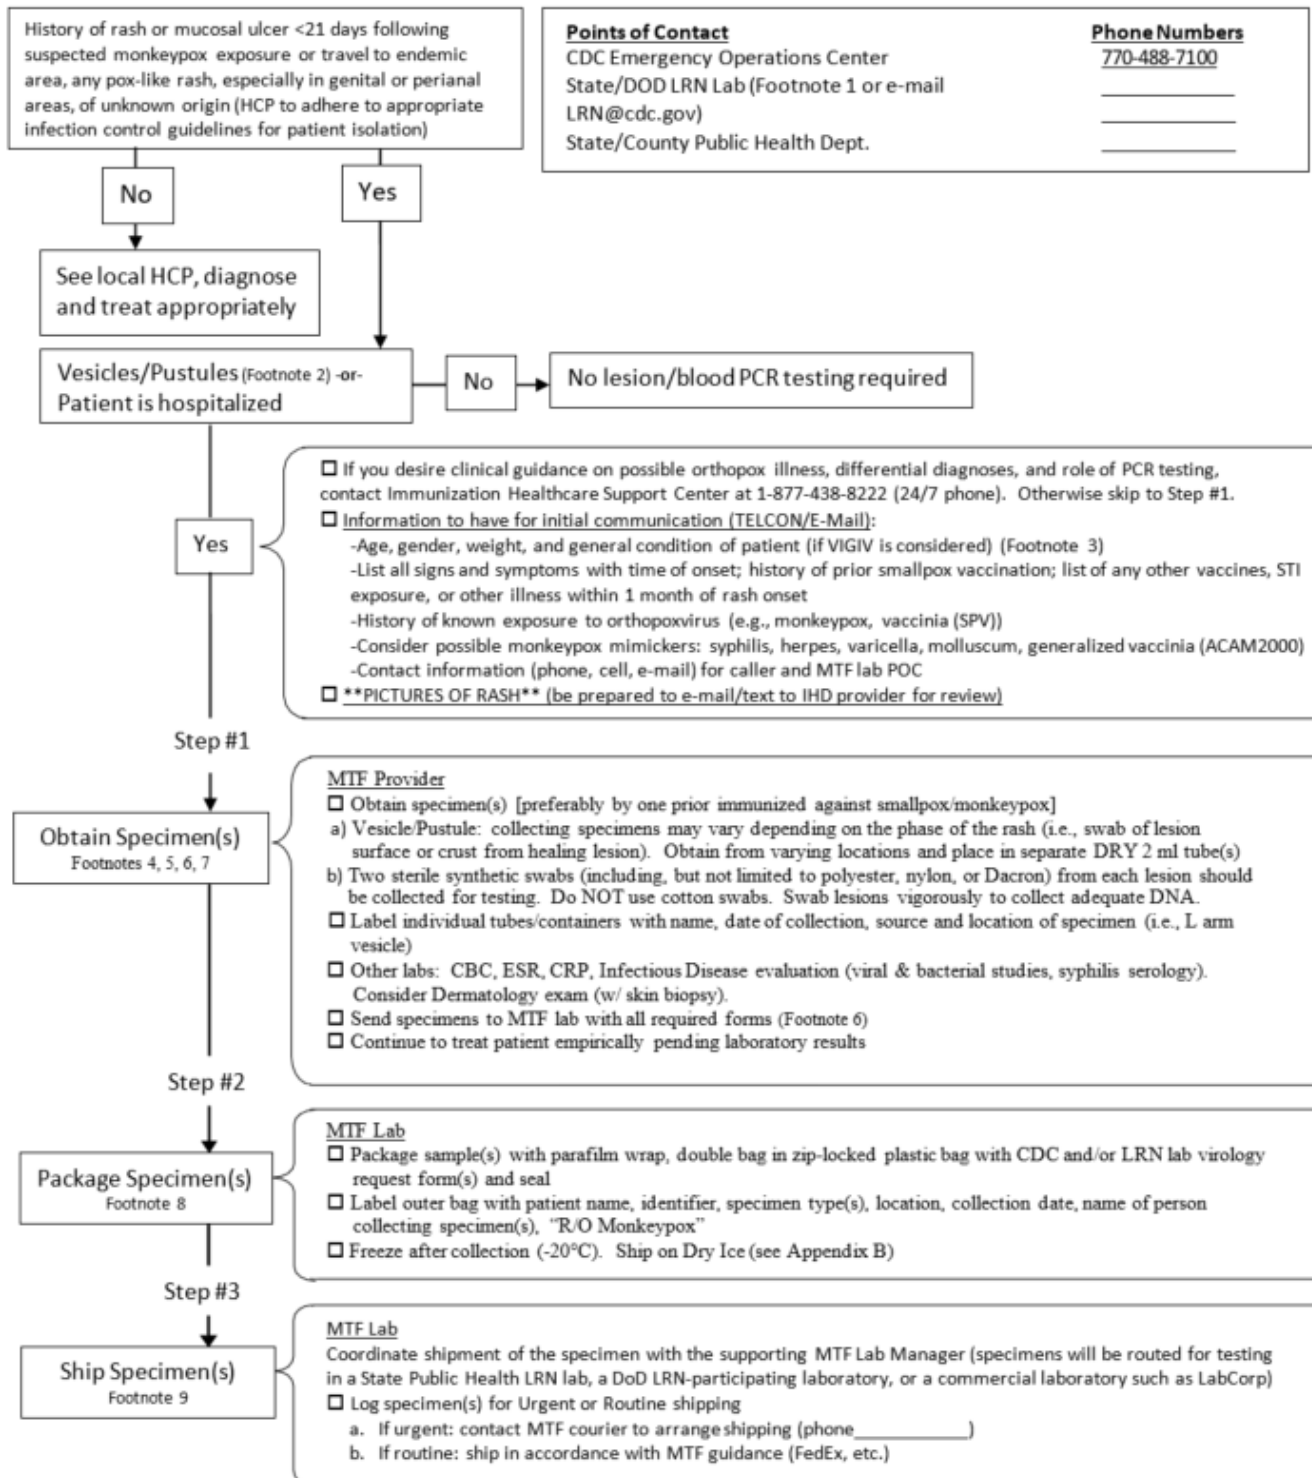 History of rash or mucosal ulcer <21 days following
suspected monkeypox exposure or travel to endemic
area, any pox-like rash, especially in genital or perianal
areas, of unknown origin (HCP to adhere to appropriate
infection control guidelines for patient isolation)
Points of Contact Phone Numbers
CDC Emergency Operations Center 770-488-7100
State/DOD LRN Lab (Footnote 1 or e-mail
LRN@cdc.gov)
State/County Public Health Dept.
No
Yes
See local HCP, diagnose
and treat appropriately
Vesicles/Pustules (Footnote 2) -or-
Patient is hospitalized
No
No lesion/blood PCR testing required
Yes
☐ If you desire clinical guidance on possible orthopox illness, differential diagnoses, and role of PCR testing,
contact Immunization Healthcare Support Center at 1-877-438-8222 (24/7 phone). Otherwise skip to Step #1.
☐ Information to have for initial communication (TELCON/E-Mail):
-Age, gender, weight, and general condition of patient (if VIGIV is considered) (Footnote 3)
-List all signs and symptoms with time of onset; history of prior smallpox vaccination; list of any other vaccines, STI
exposure, or other illness within 1 month of rash onset
-History of known exposure to orthopoxvirus (e.g., monkeypox, vaccinia (SPV))
-Consider possible monkeypox mimickers: syphilis, herpes, varicella, molluscum, generalized vaccinia (ACAM2000)
-Contact information (phone, cell, e-mail) for caller and MTF lab POC
☐ **PICTURES OF RASH** (be prepared to e-mail/text to IHD provider for review)
Step #1
Obtain Specimen(s)
Footnotes 4, 5, 6, 7
MTF Provider
☐ Obtain specimen(s) [preferably by one prior immunized against smallpox/monkeypox]
a) Vesicle/Pustule: collecting specimens may vary depending on the phase of the rash (i.e., swab of lesion
surface or crust from healing lesion). Obtain from varying locations and place in separate DRY 2 ml tube(s)
b) Two sterile synthetic swabs (including, but not limited to polyester, nylon, or Dacron) from each lesion should
be collected for testing. Do NOT use cotton swabs. Swab lesions vigorously to collect adequate DNA.
☐ Label individual tubes/containers with name, date of collection, source and location of specimen (i.e., L arm
vesicle)
☐ Other labs: CBC, ESR, CRP, Infectious Disease evaluation (viral & bacterial studies, syphilis serology).
Consider Dermatology exam (w/ skin biopsy).
☐ Send specimens to MTF lab with all required forms (Footnote 6)
☐ Continue to treat patient empirically pending laboratory results
Step #2
Package Specimen(s)
Footnote 8
MTF Lab
☐ Package sample(s) with parafilm wrap, double bag in zip-locked plastic bag with CDC and/or LRN lab virology
request form(s) and seal
☐ Label outer bag with patient name, identifier, specimen type(s), location, collection date, name of person
collecting specimen(s), "R/O Monkeypox"
☐ Freeze after collection (-20°C). Ship on Dry Ice (see Appendix B)
Step #3
Ship Specimen(s)
Footnote 9
MTF Lab
Coordinate shipment of the specimen with the supporting MTF Lab Manager (specimens will be routed for testing
in a State Public Health LRN lab, a DoD LRN-participating laboratory, or a commercial laboratory such as LabCorp)
☐ Log specimen(s) for Urgent or Routine shipping
a. If urgent: contact MTF courier to arrange shipping (phone____________)
b. If routine: ship in accordance with MTF guidance (FedEx, etc.)